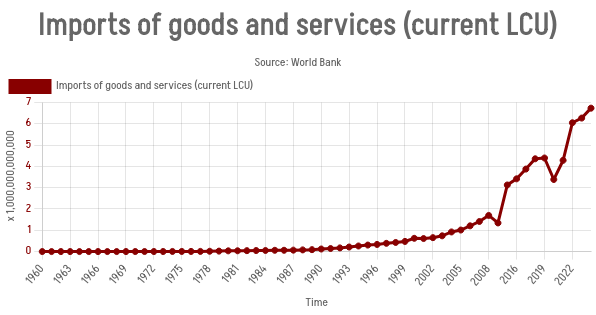 Imports of goods and services (current LCU)
Source: World Bank
Imports of goods and services (current LCU)
7
6
5
4
3
2
1
0
x 1,000,000,000,000
1960 1963 1966 1969 1972 1975 1978 1981 1984 1987 1990 1993 1996 1999 2002 2005 2008 2016 2019 2022
Time